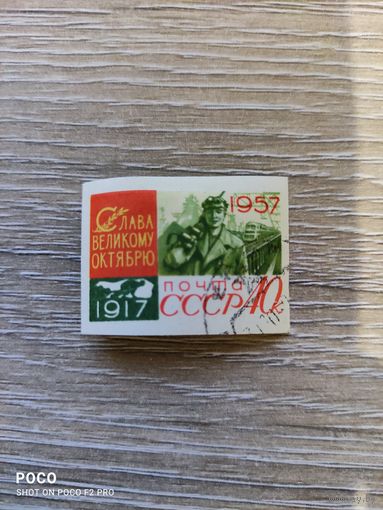 СЛАВА
ВЕЛИКОМУ
ОКТЯБРЮ
1917
1957
ПОЧТА
СССР 40
POCO
SHOT ON POCO F2 PRO